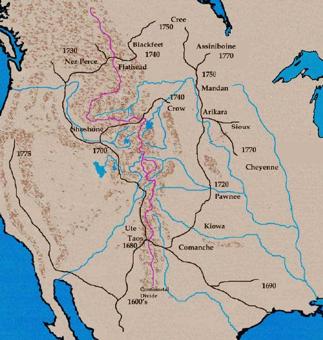 Cree
1750
Assiniboine
1770
1730
Blackfeet
1740
Nez Perce
Flathead
1750
Mandan
1740
Crow
Arikara
Sioux
Shoshone
1700
1770
1775
Cheyenne
1720
Pawnee
Ute
Kiowa
Taos
1680
Comanche
Continental
Divide
1690
1600's